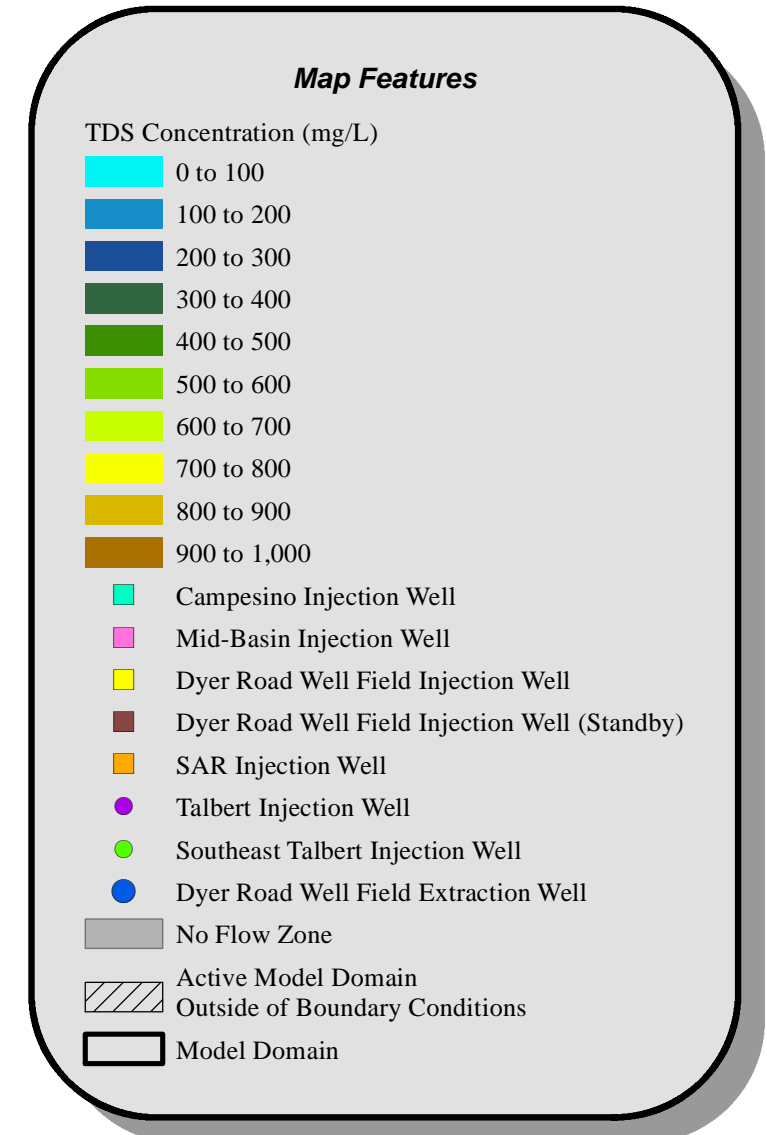 Map Features
TDS Concentration (mg/L)
0 to 100
100 to 200
200 to 300
300 to 400
400 to 500
500 to 600
600 to 700
700 to 800
800 to 900
900 to 1,000
Campesino Injection Well
Mid-Basin Injection Well
Dyer Road Well Field Injection Well
Dyer Road Well Field Injection Well (Standby)
SAR Injection Well
Talbert Injection Well
Southeast Talbert Injection Well
Dyer Road Well Field Extraction Well
No Flow Zone
Active Model Domain
Outside of Boundary Conditions
Model Domain